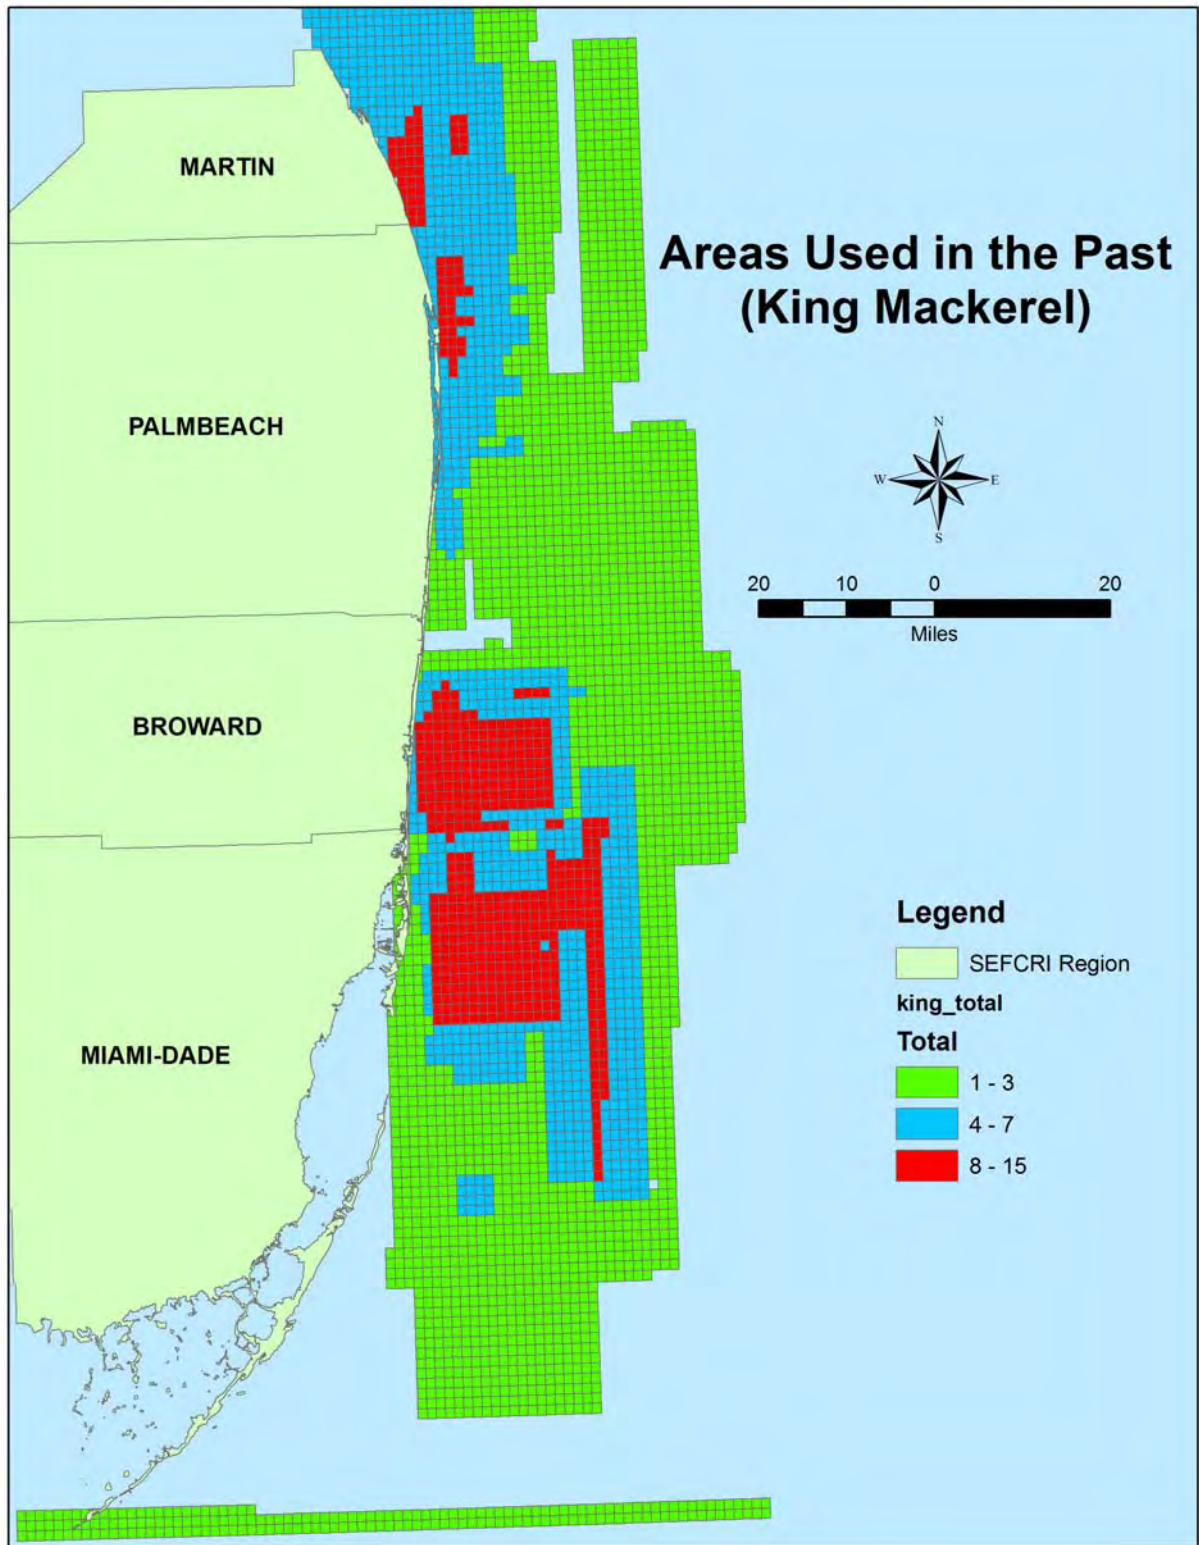 MARTIN
Areas Used in the Past
(King Mackerel)
PALMBEACH
N
W
E
S
20
10
0
20
Miles
BROWARD
Legend
SEFCRI Region
king_total
Total
MIAMI-DADE
1 - 3
4 - 7
8 - 15